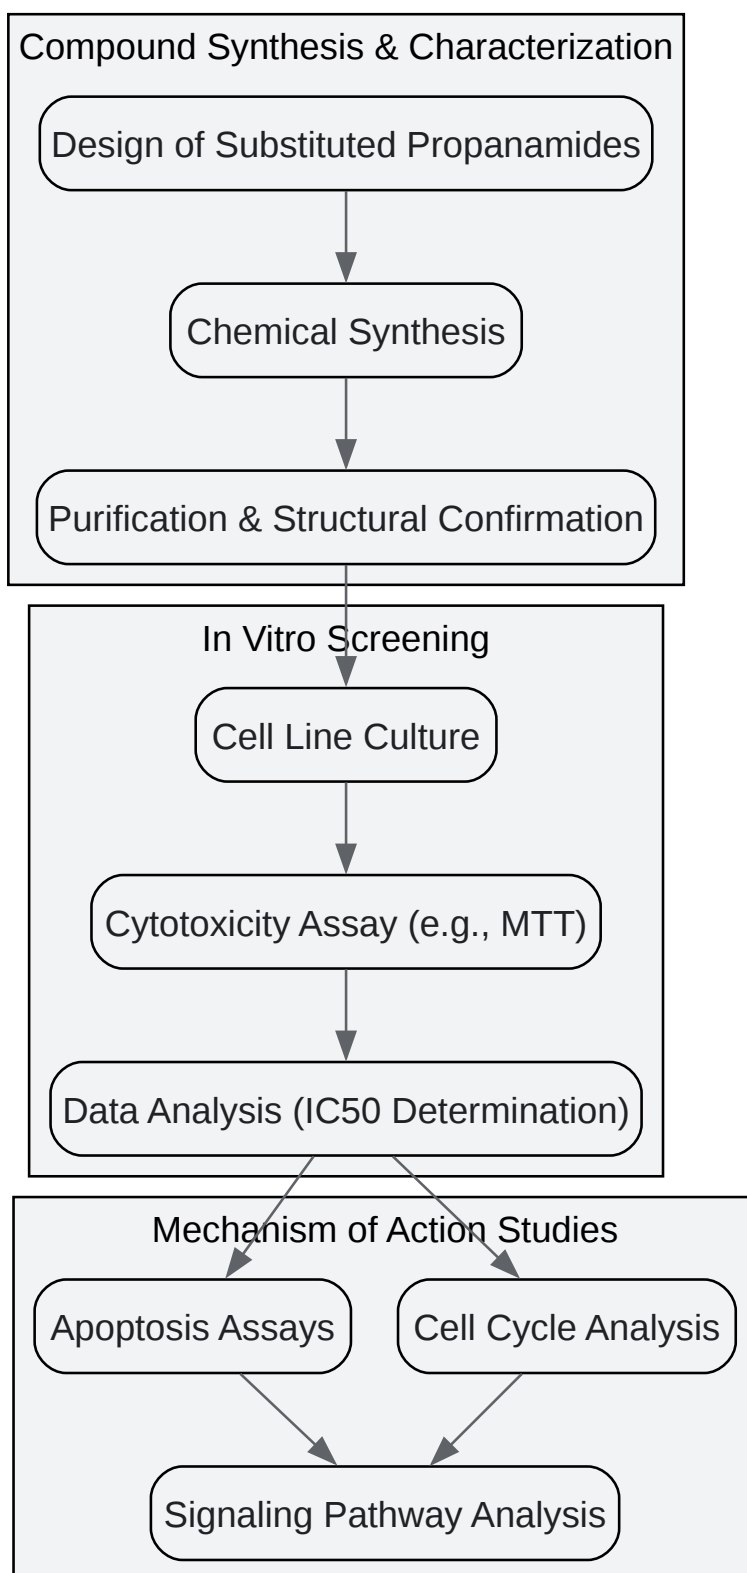 Compound Synthesis & Characterization
Design of Substituted Propanamides
Chemical Synthesis
Purification & Structural Confirmation
In Vitro Screening
Cell Line Culture
Cytotoxicity Assay (e.g., MTT)
Data Analysis (IC50 Determination)
Mechanism of Action Studies
Apoptosis Assays
Cell Cycle Analysis
Signaling Pathway Analysis